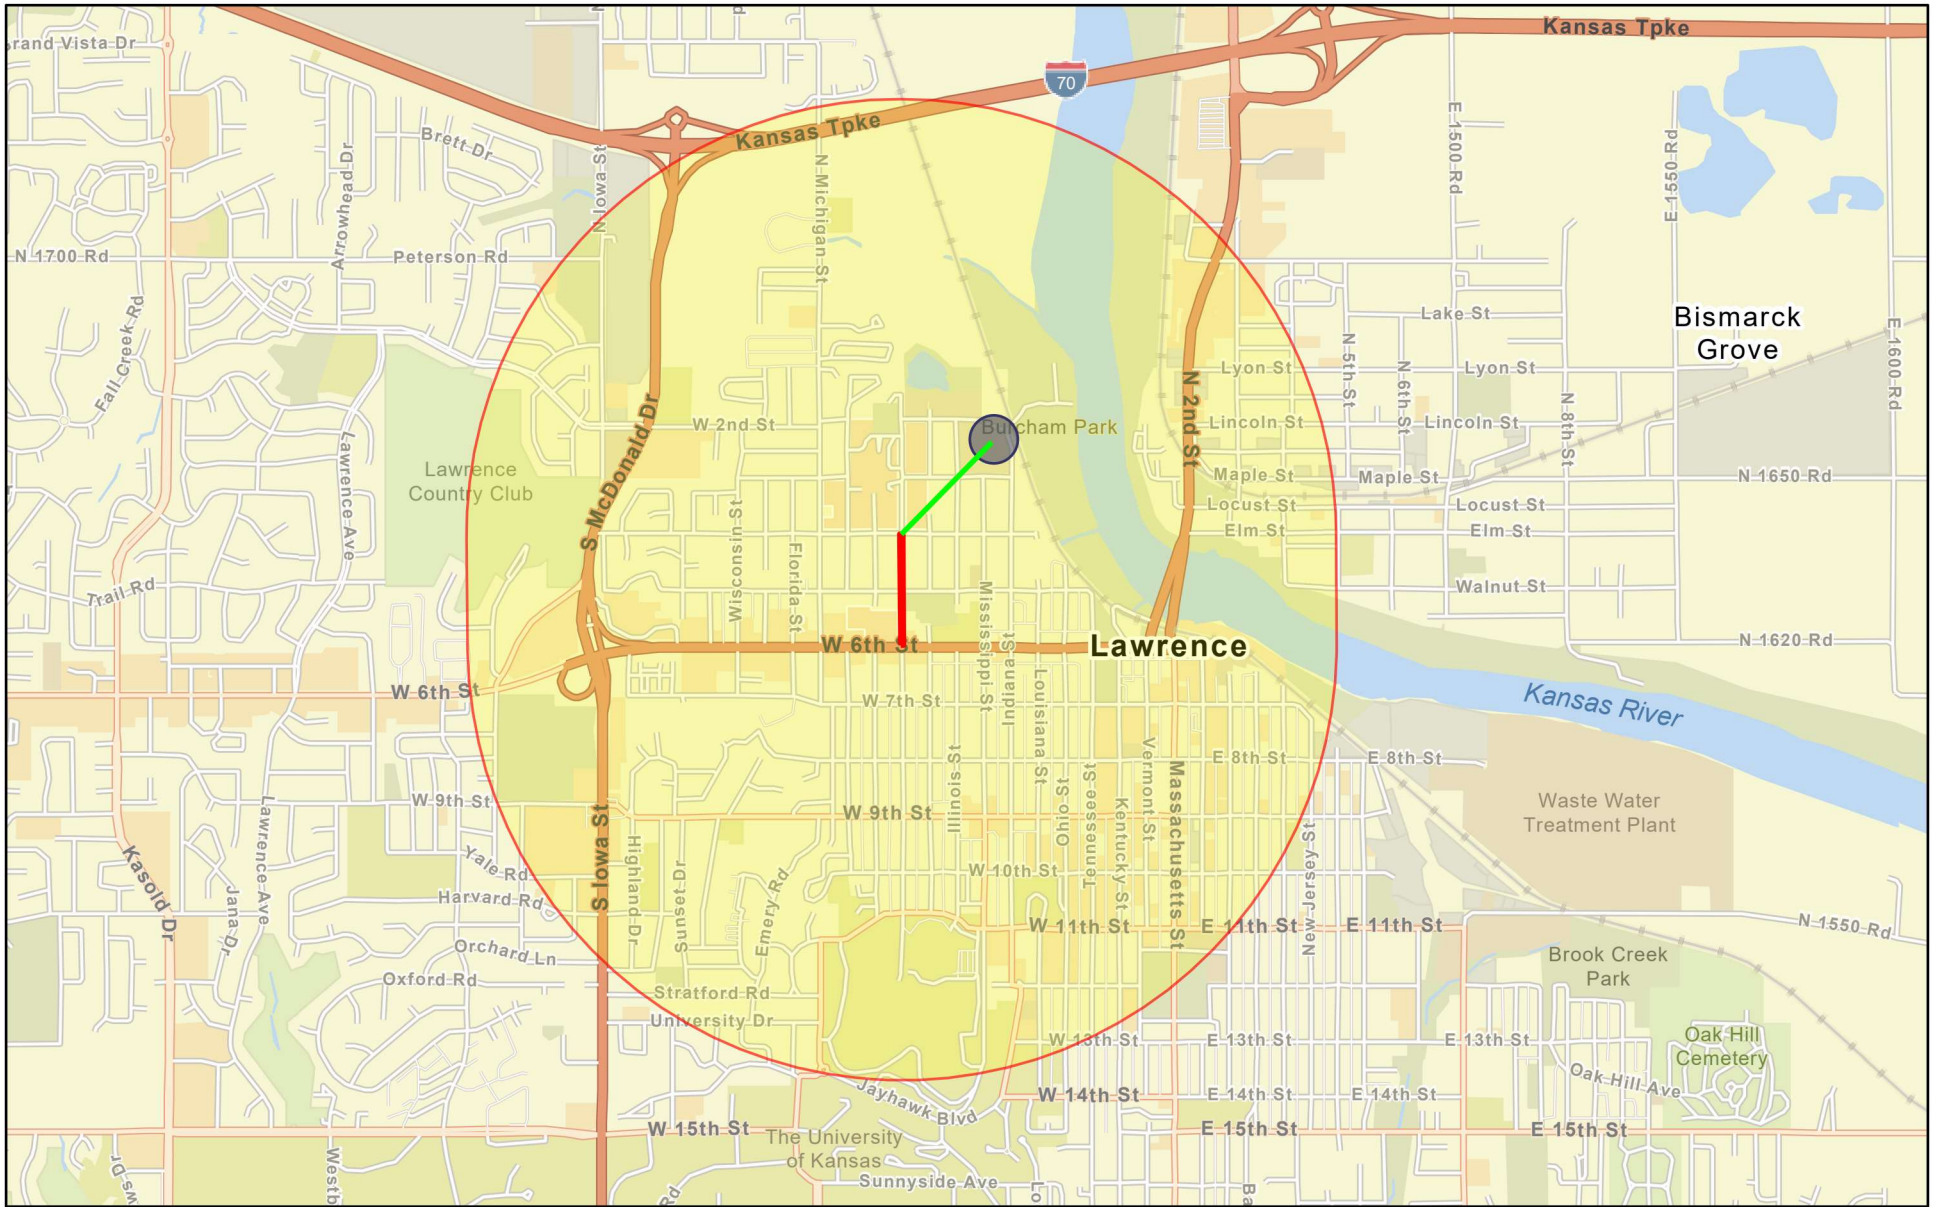 Kansas Tpke
Grand Vista Dr
70
Kansas Tpke
Brett Dr
E 1500 Rd
E 1550 Rd
Arrowhead Dr
N Iowa St
N Michigan St
N 1700 Rd
Peterson Rd
Fall Creek Rd
Lake St
Bismarck
Grove
E 1600 Rd
N 5th St
N 6th St
Lyon St
Lyon St
N 2nd St
N 8th St
W 2nd St
Burcham Park
Lincoln St
Lincoln St
S McDonald Dr
Lawrence Ave
Lawrence
Country Club
Maple St
Maple St
N 1650 Rd
Locust St
Locust St
Elm St
Elm St
Wisconsin St
Florida St
Trail Rd
Walnut St
Mississippi St
Indiana St
W 6th St
Lawrence
N 1620 Rd
W 6th St
W 7th St
Louisiana St
Kansas River
E 8th St
E 8th St
Illinois St
Vermont St
Massachusetts St
Ohio St
Tennessee St
Kentucky St
W 9th St
W 9th St
Waste Water
Treatment Plant
Lawrence Ave
S Iowa St
Highland Dr
Sunset Dr
Emery Rd
New Jersey St
Kasold Dr
Yale Rd
W 10th St
Harvard Rd
Jana Dr
W 11th St
E 11th St
E 11th St
N 1550 Rd
Orchard Ln
Oxford Rd
Brook Creek
Park
Stratford Rd
University Dr
W 13th St
E 13th St
E 13th St
Oak Hill
Cemetery
Oak Hill Ave
Jayhawk Blvd
W 14th St
E 14th St
E 14th St
W 15th St
The University
of Kansas
E 15th St
E 15th St
ws Dr
Westb
Rd
Sunnyside Ave
Lo
Ba